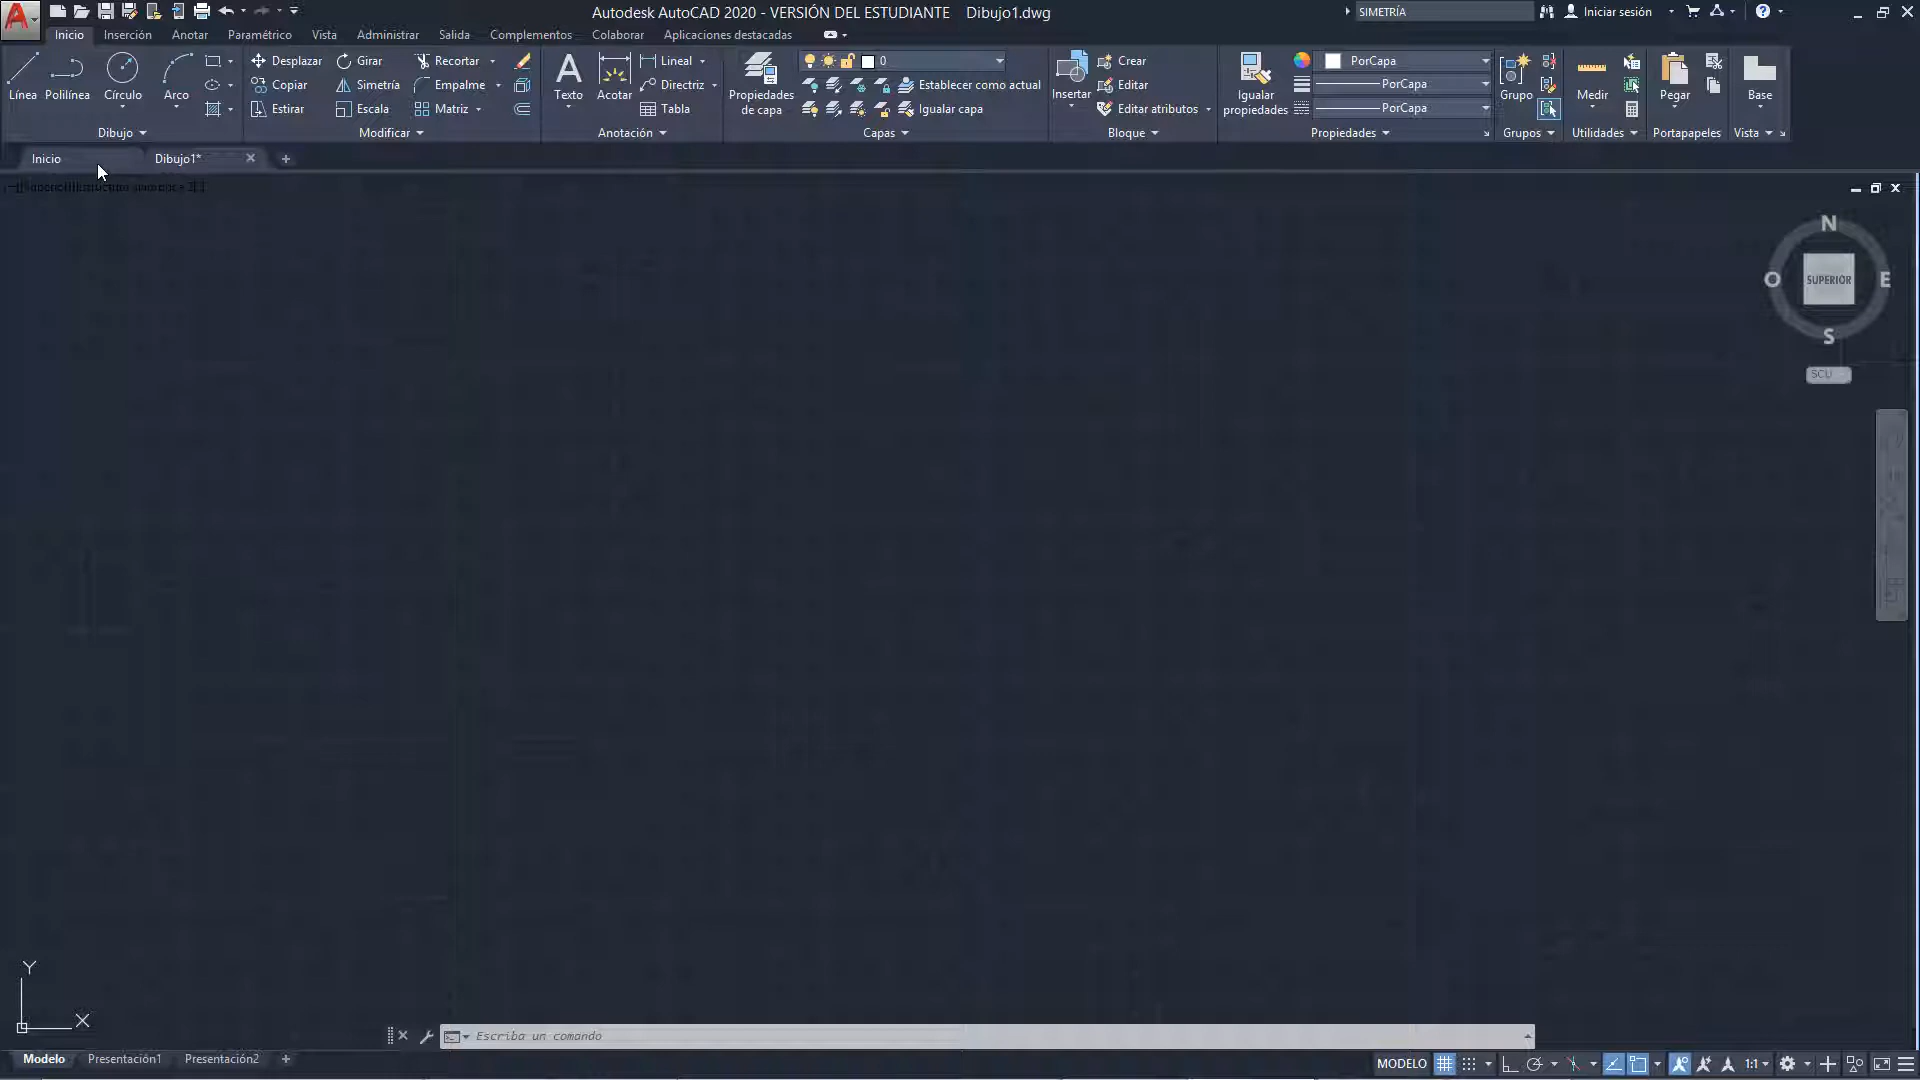 Autodesk AutoCAD 2020 - VERSIÓN DEL ESTUDIANTE Dibujo1.dwg
SIMETRÍA
Iniciar sesión
Inicio Inserción Anotar Paramétrico Vista Administrar Salida Complementos Colaborar Aplicaciones destacadas
Línea Polilínea Círculo Arco
Dibujo
Desplazar Girar Recortar
Copiar Simetría Empalme
Estirar Escala Matriz
Modificar
Texto Acotar
Lineal
Directriz
Tabla
Anotación
Propiedades
de capa
0
Establecer como actual
Igualar capa
Capas
Insertar
Crear
Editar
Editar atributos
Bloque
Igualar
propiedades
PorCapa
PorCapa
PorCapa
Propiedades
Grupo
Grupos
Medir
Utilidades
Pegar
Portapapeles
Base
Vista
Inicio Dibujo1*
N
O SUPERIOR E
S
SCU
Y
X
Escriba un comando
Modelo Presentación1 Presentación2
MODELO 1:1